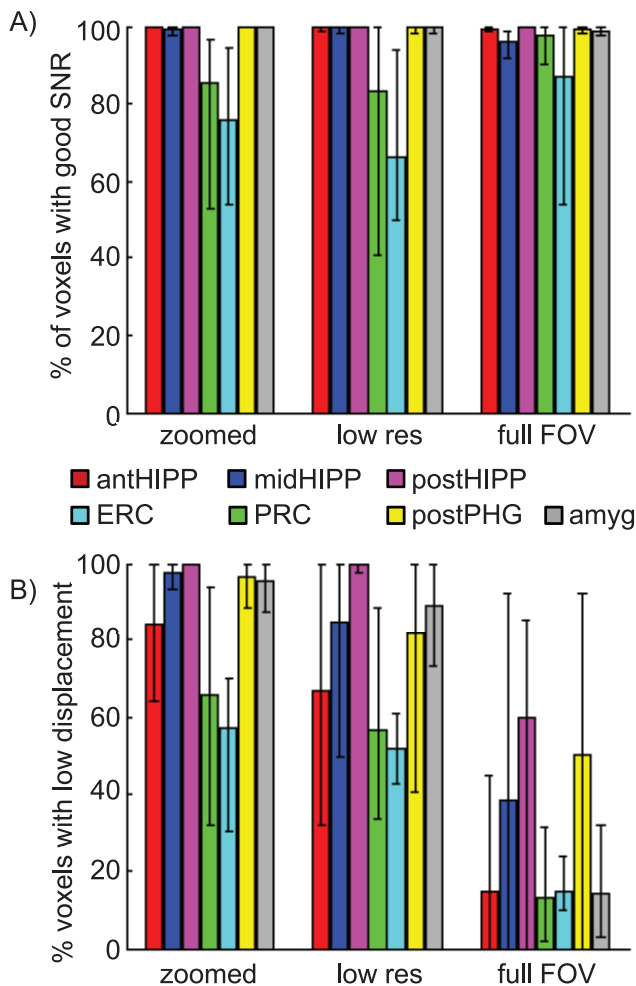 A)
% of voxels with good SNR
100
80
60
40
20
0
zoomed low res full FOV
antHIPP midHIPP postHIPP
ERC PRC postPHG amyg
B)
% voxels with low displacement
100
80
60
40
20
0
zoomed low res full FOV